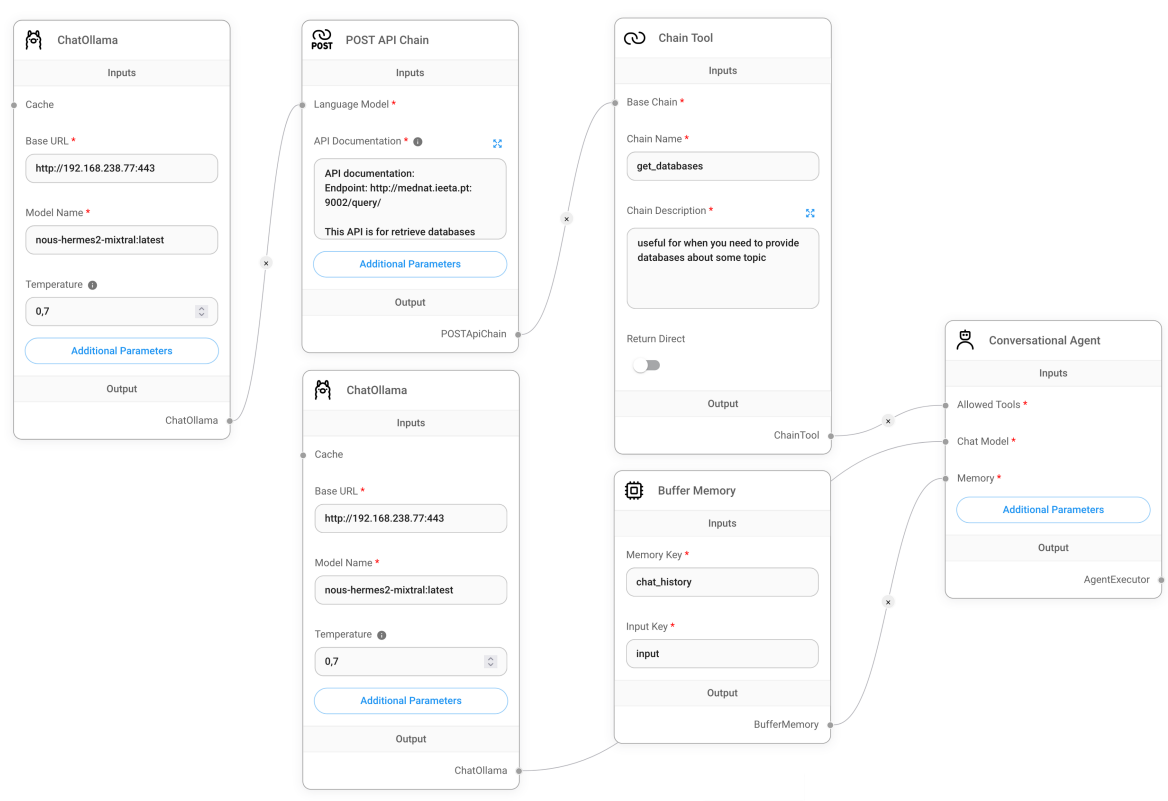 ChatOllama
Inputs
Cache
Base URL *
http://192.168.238.77:443
Model Name *
nous-hermes2-mixtral:latest
Temperature
0,7
Additional Parameters
Output
ChatOllama
POST
POST API Chain
Inputs
Language Model *
API Documentation *
API documentation:
Endpoint: http://mednat.ieeta.pt:
9002/query/
This API is for retrieve databases
Additional Parameters
Output
POSTApiChain
ChatOllama
Inputs
Cache
Base URL *
http://192.168.238.77:443
Model Name *
nous-hermes2-mixtral:latest
Temperature
0,7
Additional Parameters
Output
ChatOllama
Chain Tool
Inputs
Base Chain *
Chain Name *
get_databases
Chain Description *
useful for when you need to provide
databases about some topic
Return Direct
Output
ChainTool
Buffer Memory
Inputs
Memory Key *
chat_history
Input Key *
input
Output
BufferMemory
Conversational Agent
Inputs
Allowed Tools *
Chat Model *
Memory *
Additional Parameters
Output
AgentExecutor